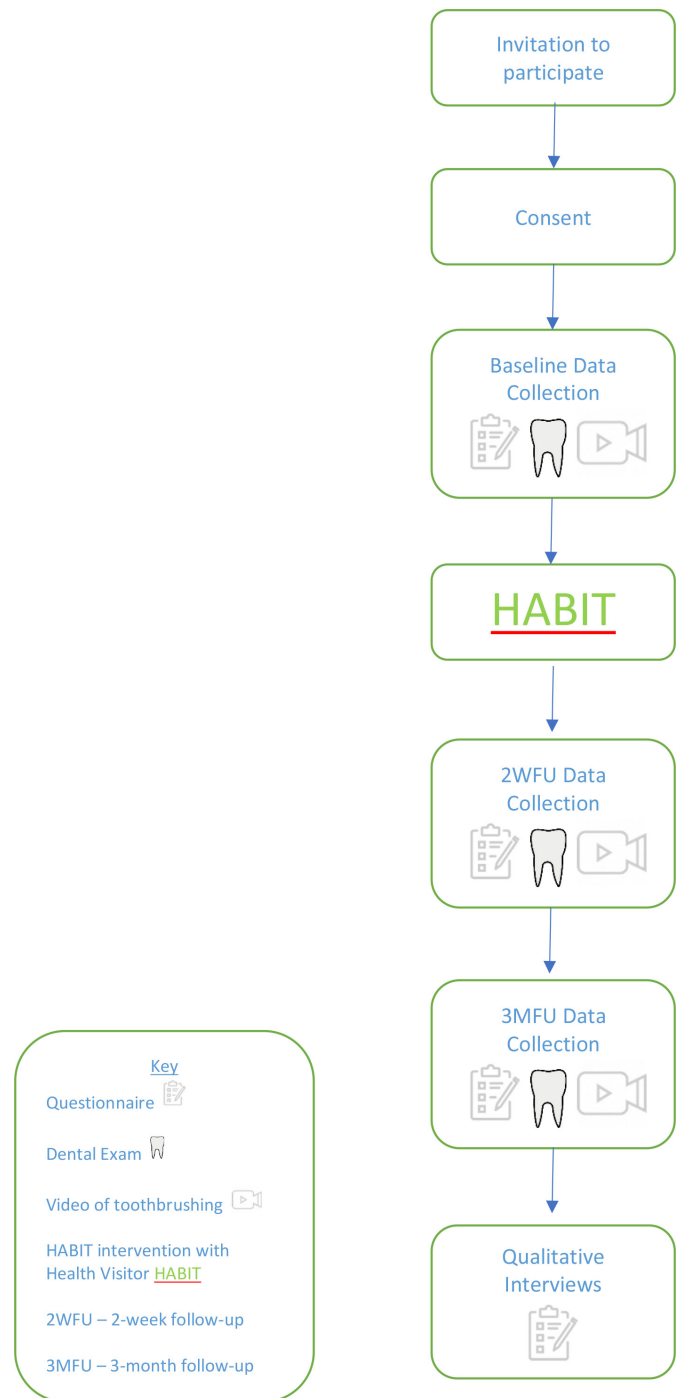 Invitation to
participate
Consent
Baseline Data
Collection
HABIT
2WFU Data
Collection
3MFU Data
Collection
Qualitative
Interviews
Key
Questionnaire
Dental Exam
Video of toothbrushing
HABIT intervention with
Health Visitor HABIT
2WFU – 2-week follow-up
3MFU – 3-month follow-up